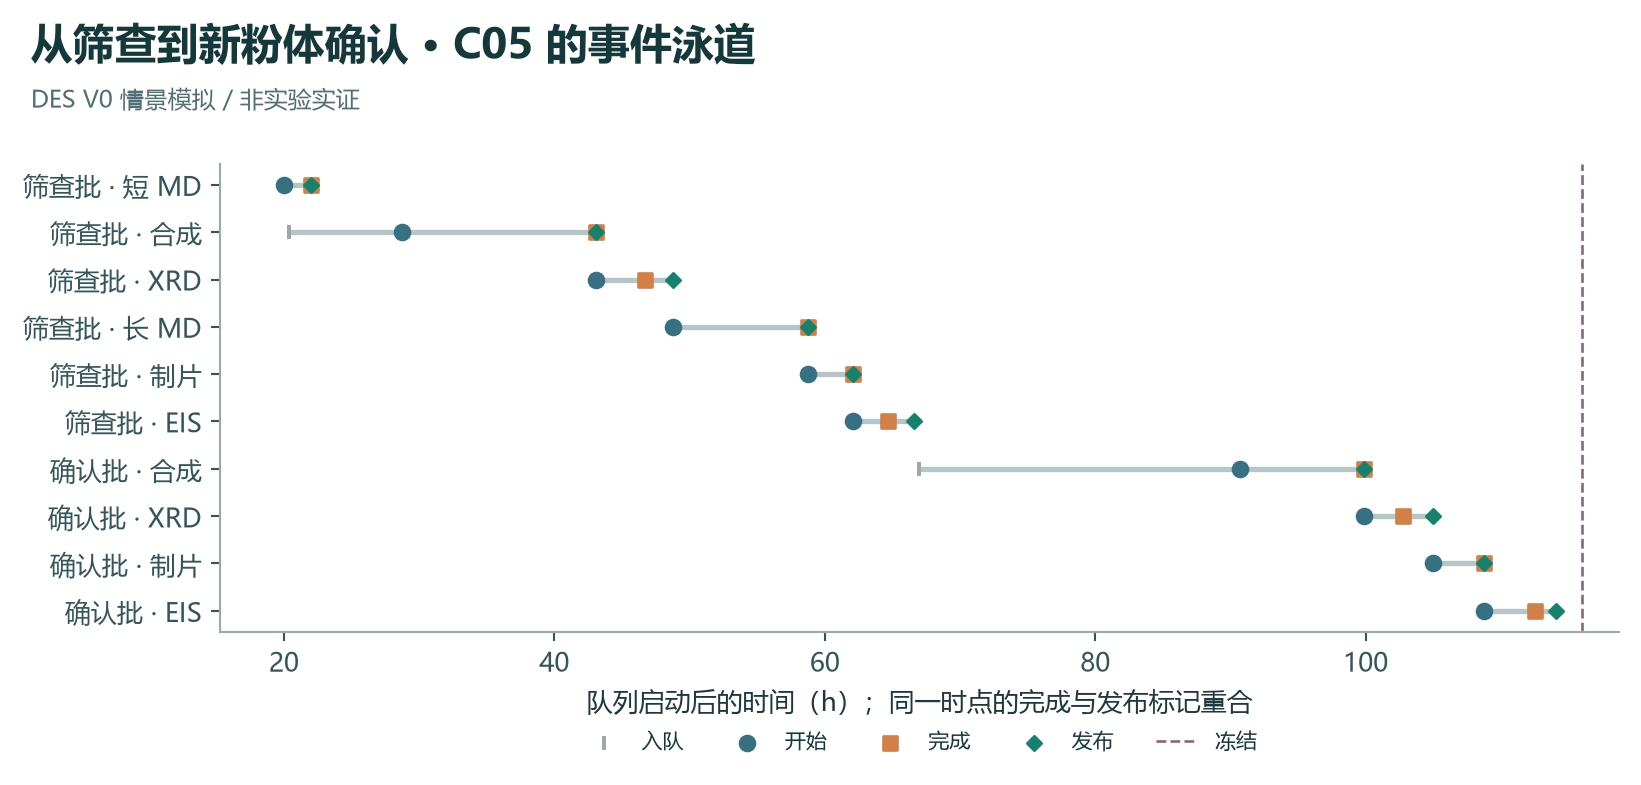 从筛查到新粉体确认 • C05 的事件泳道
DES V0 情景模拟 / 非实验实证
筛查批 · 短 MD
筛查批 · 合成
筛查批 · XRD
筛查批 · 长 MD
筛查批 · 制片
筛查批 · EIS
确认批 · 合成
确认批 · XRD
确认批 · 制片
确认批 · EIS
20 40 60 80 100
队列启动后的时间（h）；同一时点的完成与发布标记重合
入队 开始 完成 发布 冻结